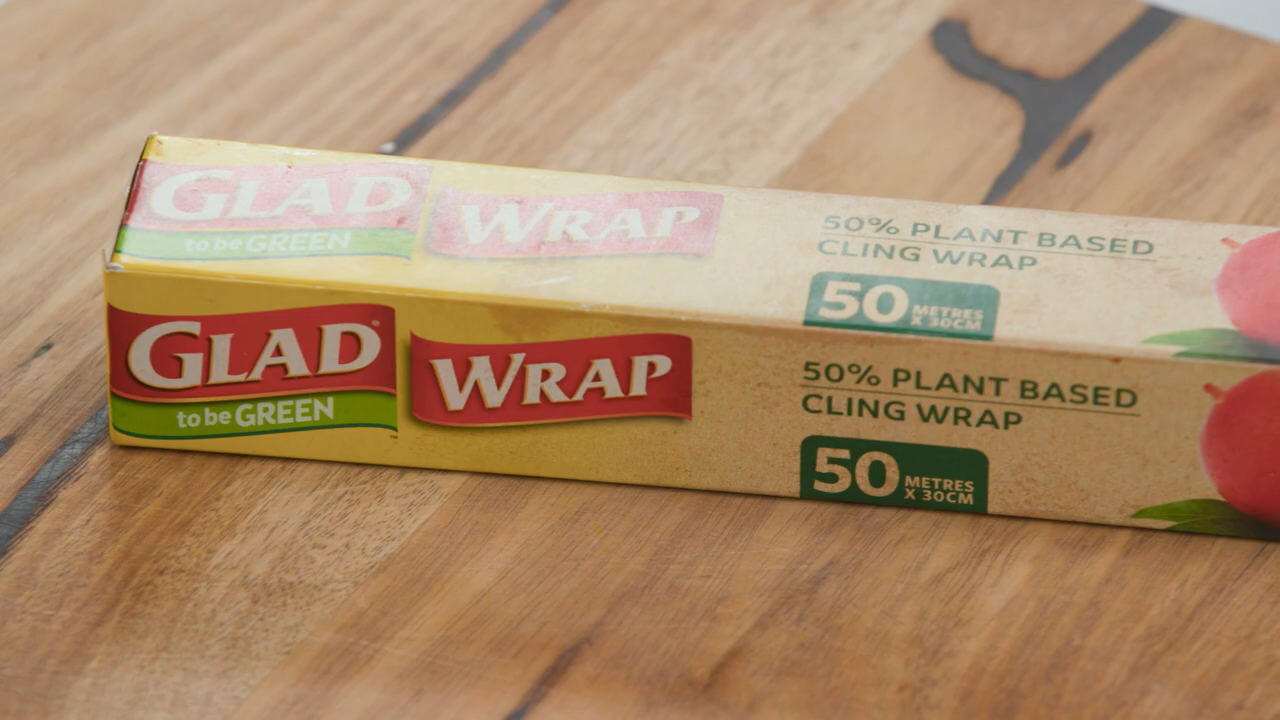 GLAD
to be GREEN
WRAP
50% PLANT BASED
CLING WRAP
50 METRES
X 30CM
GLAD®
to be GREEN
™
WRAP
50% PLANT BASED
CLING WRAP
50 METRES
X 30CM